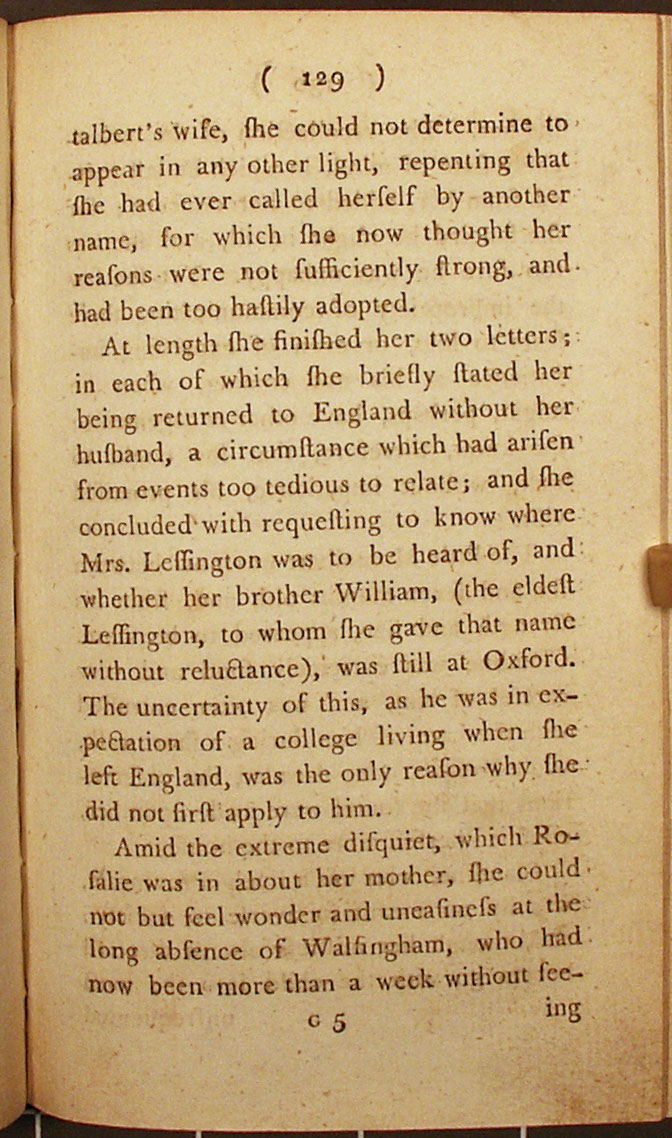 ( 129 )
talbert's wife, ſhe could not determine to
appear in any other light, repenting that
ſhe had ever called herſelf by another
name, for which ſhe now thought her
reaſons were not ſufficiently ſtrong, and
had been too haſtily adopted.
At length ſhe finiſhed her two letters;
in each of which ſhe briefly ſtated her
being returned to England without her
huſband, a circumſtance which had ariſen
from events too tedious to relate; and ſhe
concluded with requeſting to know where
Mrs. Leſſington was to be heard of, and
whether her brother William, (the eldeſt
Leſſington, to whom ſhe gave that name
without reluctance), was ſtill at Oxford.
The uncertainty of this, as he was in ex-
pectation of a college living when ſhe
left England, was the only reaſon why ſhe
did not firſt apply to him.
Amid the extreme diſquiet, which Ro-
ſalie was in about her mother, ſhe could
not but feel wonder and uneaſineſs at the
long abſence of Walſingham, who had
now been more than a week without ſee-
G 5 ing